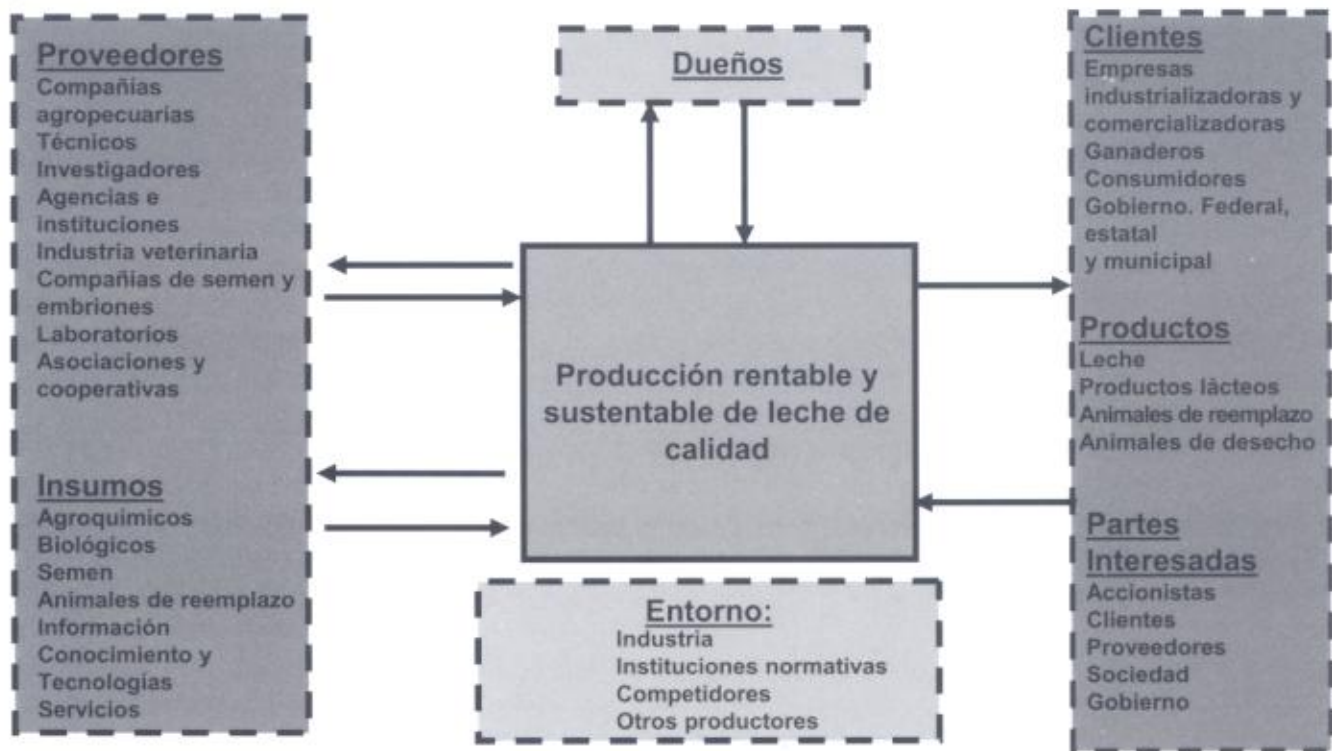 Proveedores
Compañías
agropecuarias
Técnicos
Investigadores
Agencias e
instituciones
Industria veterinaria
Compañias de semen y
embriones
Laboratorios
Asociaciones y
cooperativas
Insumos
Agroquimicos
Biológicos
Semen
Animales de reemplazo
Información
Conocimiento y
Tecnologías
Servicios
Dueños
Producción rentable y
sustentable de leche de
calidad
Entorno:
Industria
Instituciones normativas
Competidores
Otros productores
Clientes
Empresas
industrializadoras y
comercializadoras
Ganaderos
Consumidores
Gobierno. Federal,
estatal
y municipal
Productos
Leche
Productos lácteos
Animales de reemplazo
Animales de desecho
Partes
Interesadas
Accionistas
Clientes
Proveedores
Sociedad
Gobierno